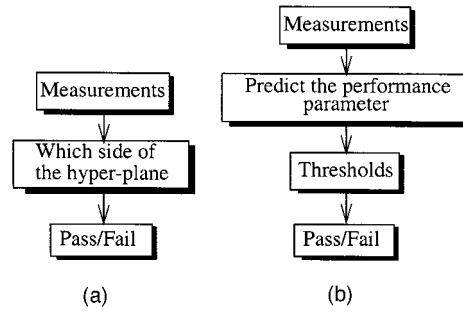 Measurements
Which side of
the hyper-plane
Pass/Fail
(a)
Measurements
Predict the performance
parameter
Thresholds
Pass/Fail
(b)